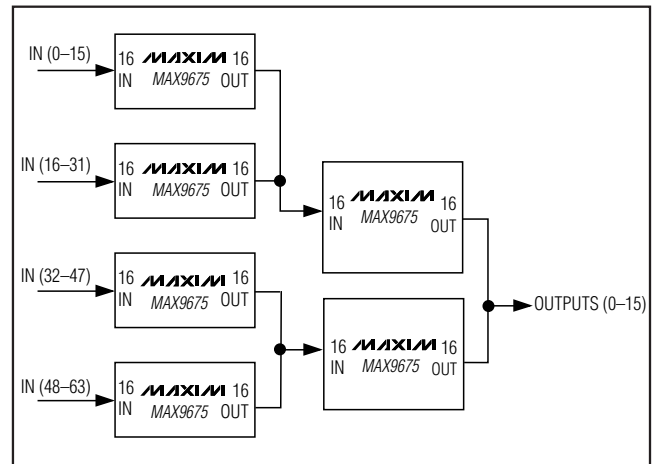 IN (0–15)
16 MAXIM 16
IN MAX9675 OUT
IN (16–31)
16 MAXIM 16
IN MAX9675 OUT
16 MAXIM 16
IN MAX9675 OUT
IN (32–47)
16 MAXIM 16
IN MAX9675 OUT
OUTPUTS (0–15)
16 MAXIM 16
IN MAX9675 OUT
IN (48–63)
16 MAXIM 16
IN MAX9675 OUT